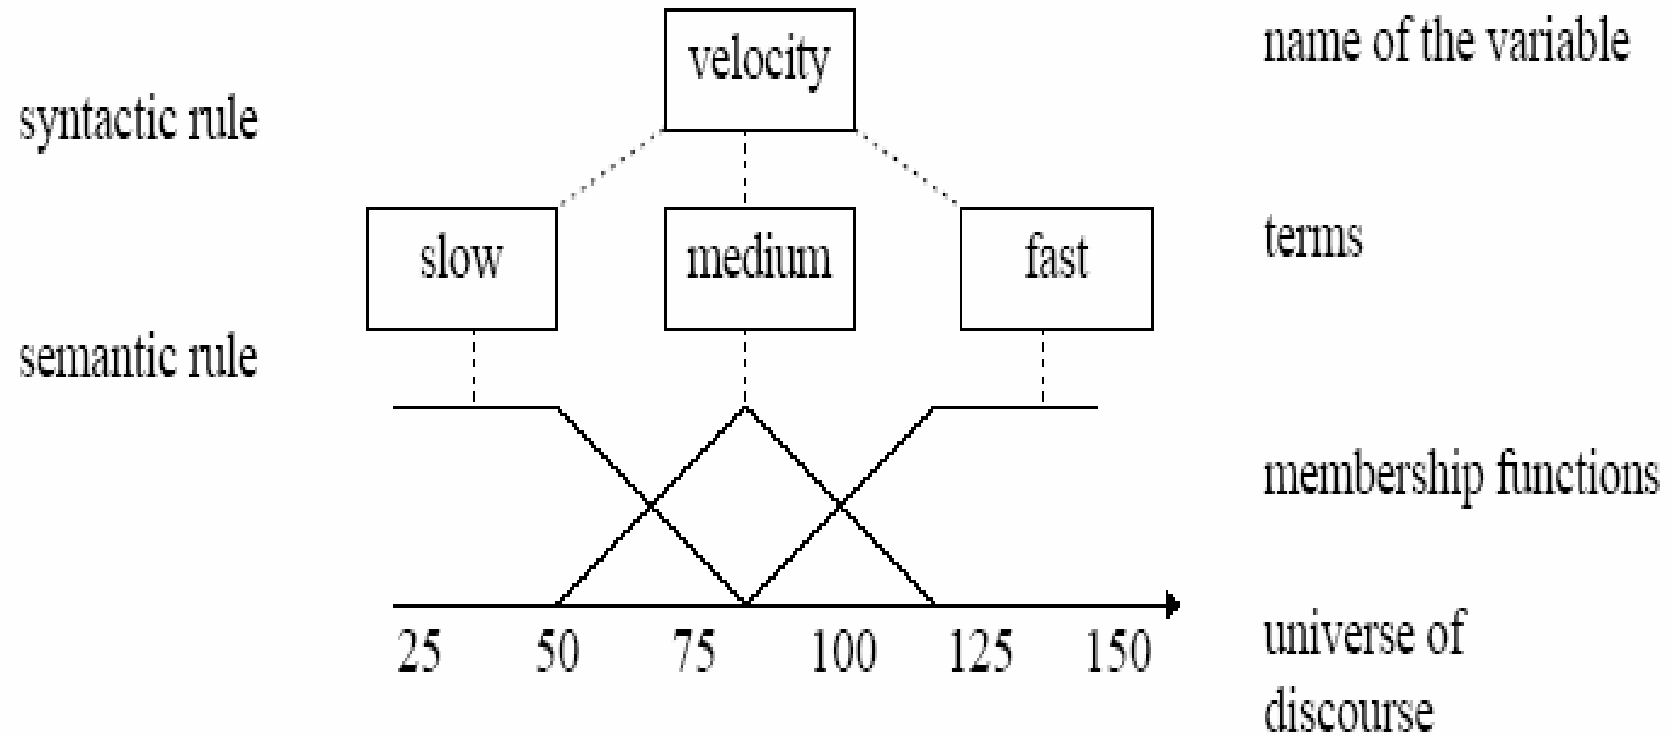 velocity
name of the variable
syntactic rule
slow
medium
fast
terms
semantic rule
membership functions
25 50 75 100 125 150
universe of
discourse